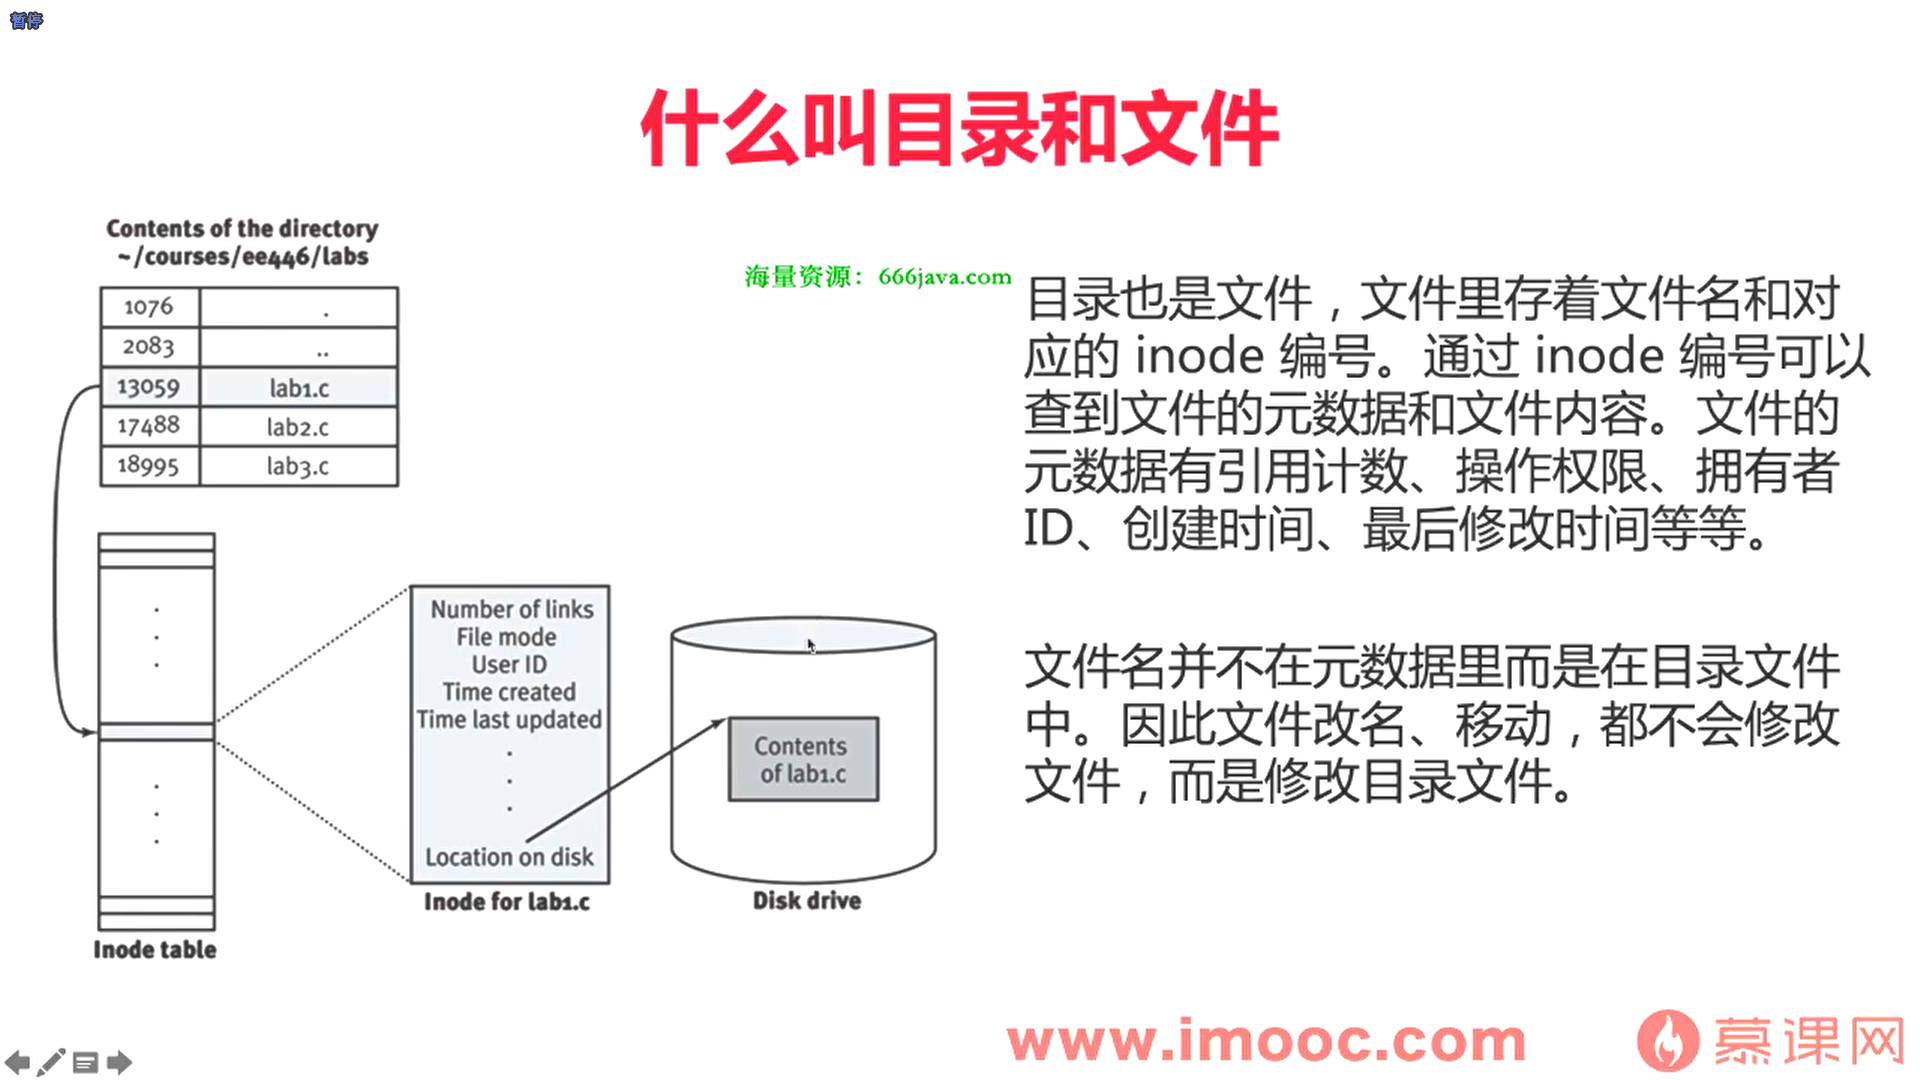 暂停
什么叫目录和文件
Contents of the directory
~/courses/ee446/labs
1076 .
2083 ..
13059 lab1.c
17488 lab2.c
18995 lab3.c
Inode table
Number of links
File mode
User ID
Time created
Time last updated
.
.
.
Location on disk
Inode for lab1.c
Contents
of lab1.c
Disk drive
海量资源：666java.com
目录也是文件，文件里存着文件名和对
应的 inode 编号。通过 inode 编号可以
查到文件的元数据和文件内容。文件的
元数据有引用计数、操作权限、拥有者
ID、创建时间、最后修改时间等等。
文件名并不在元数据里而是在目录文件
中。因此文件改名、移动，都不会修改
文件，而是修改目录文件。
www.imooc.com
慕课网